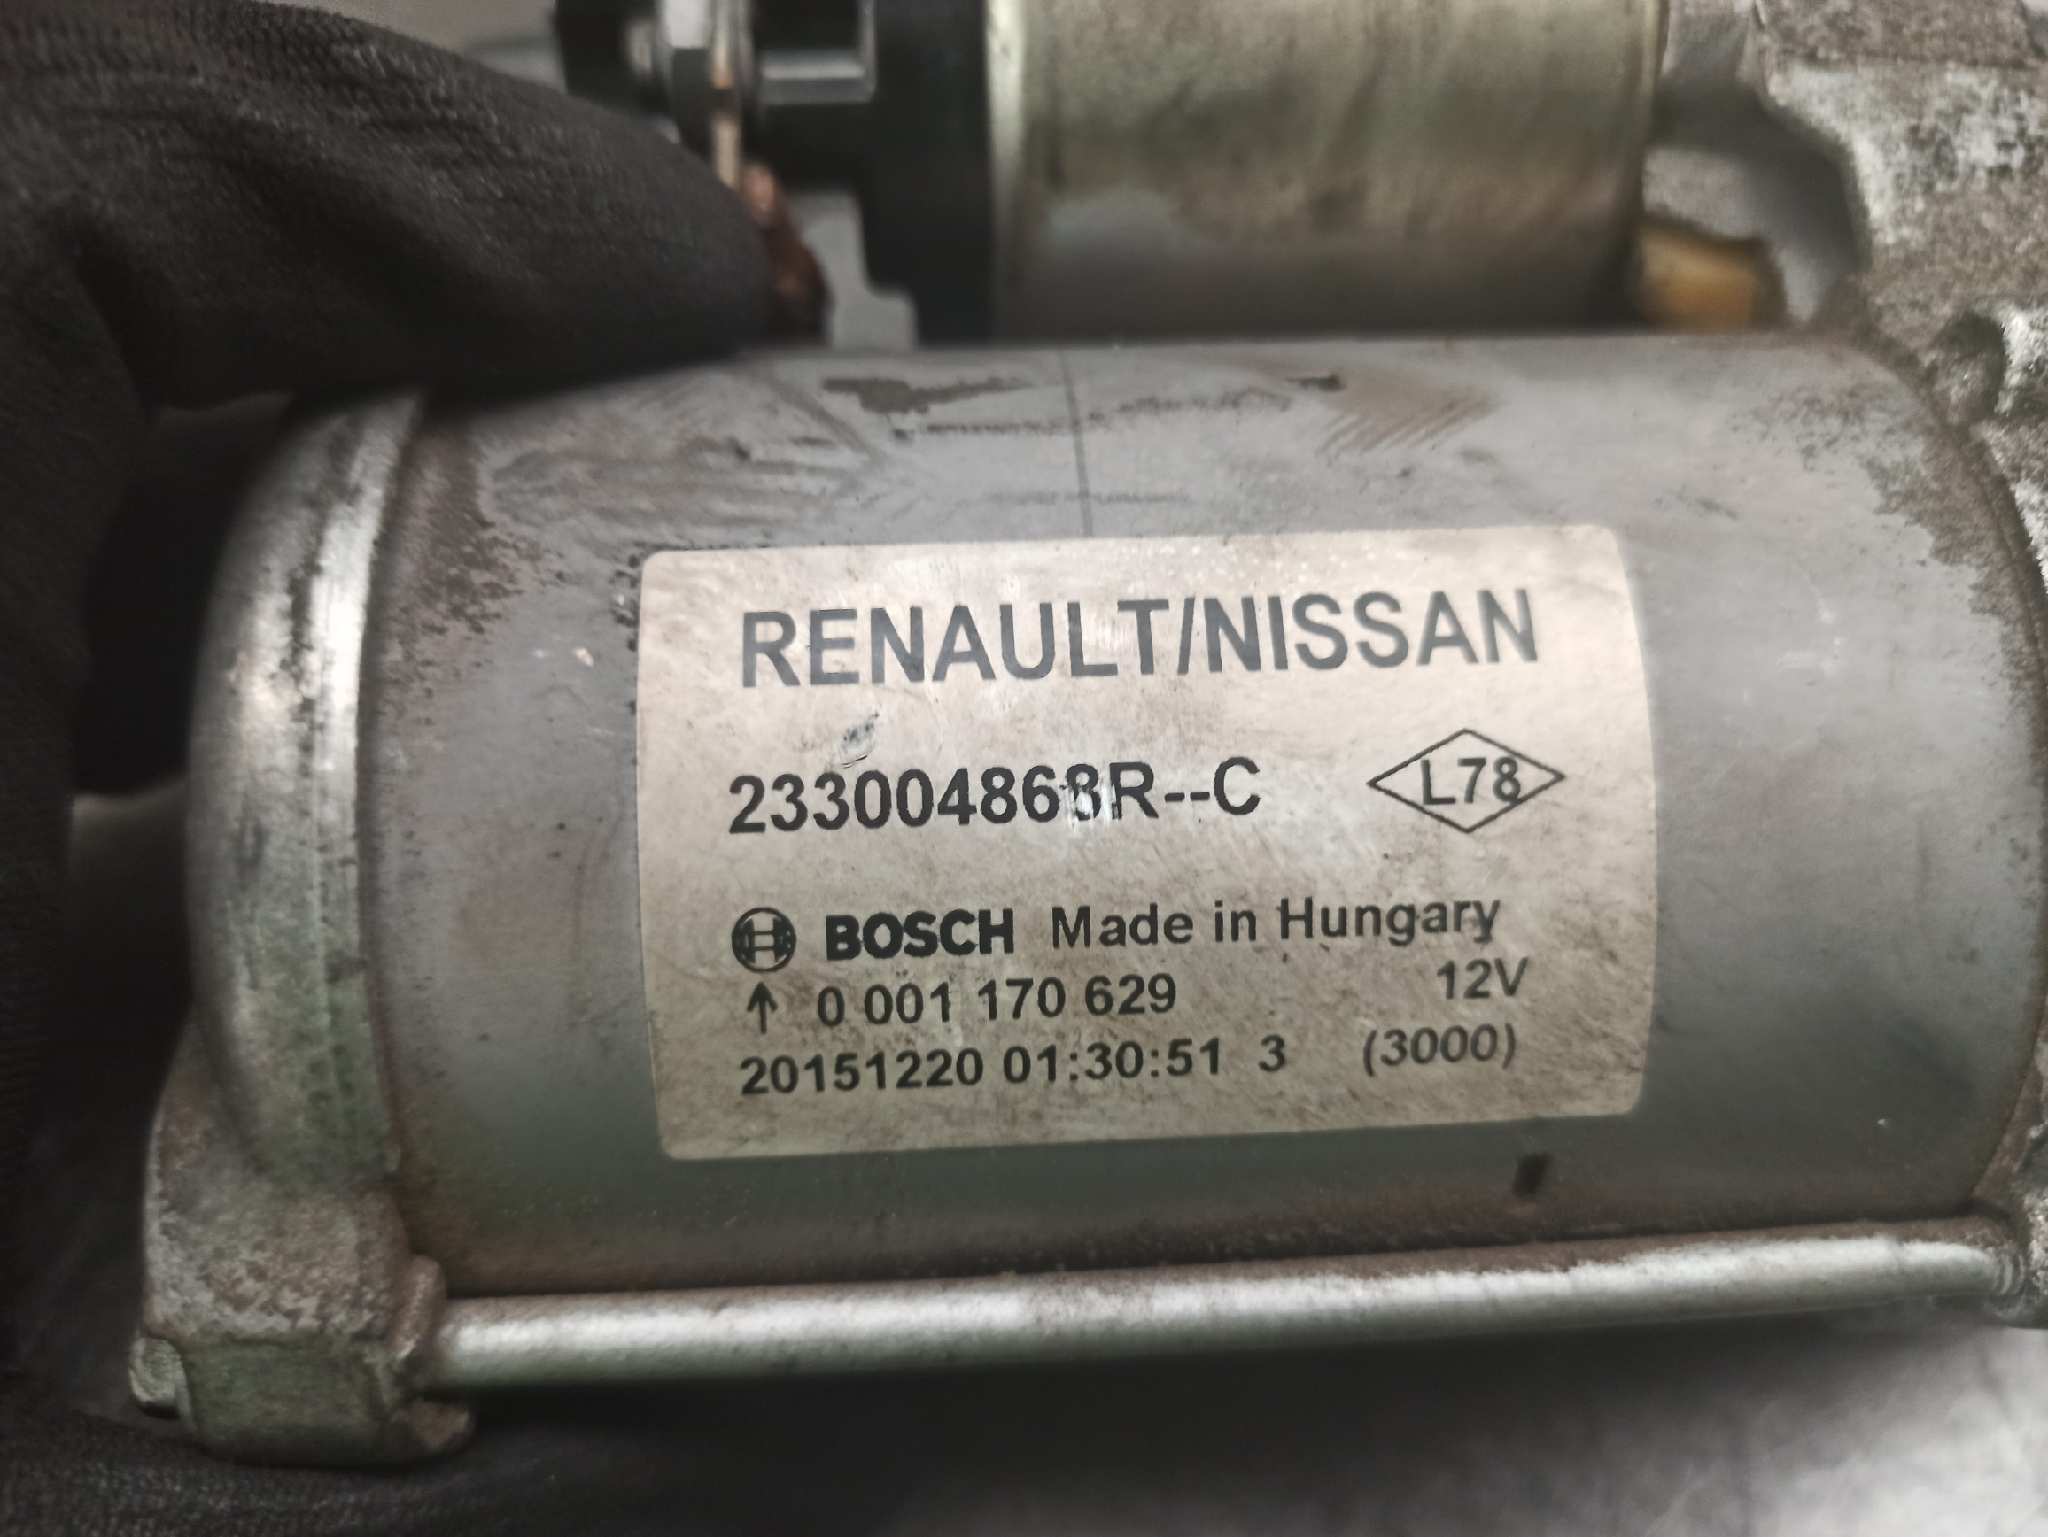 RENAULT/NISSAN
233004868R--C L78
BOSCH Made in Hungary
↑ 0 001 170 629 12V
20151220 01:30:51 3 (3000)